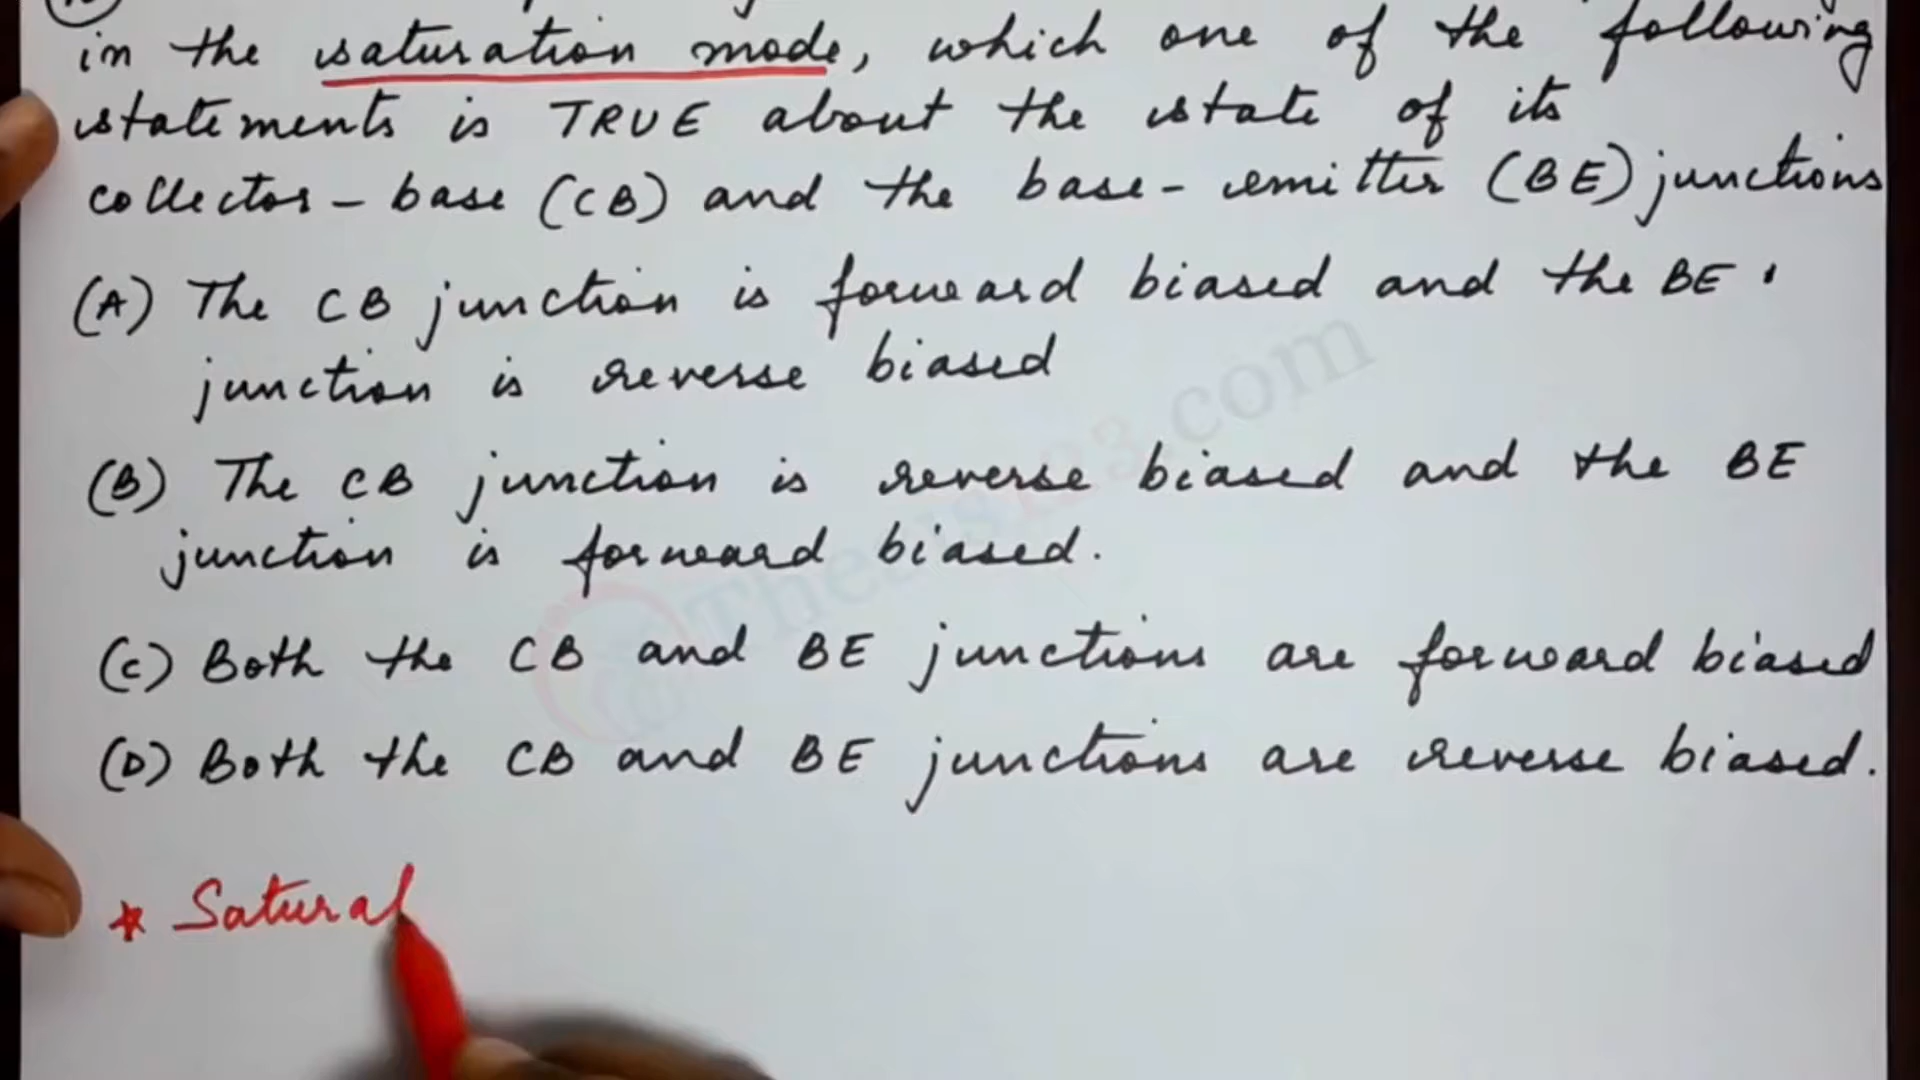 in the saturation mode, which one of the following
statements is TRUE about the state of its
collector-base (CB) and the base-emitter (BE) junctions
(A) The CB junction is forward biased and the BE
junction is reverse biased
(B) The CB junction is reverse biased and the BE
junction is forward biased.
(C) Both the CB and BE junctions are forward biased
(D) Both the CB and BE junctions are reverse biased.
* Saturat